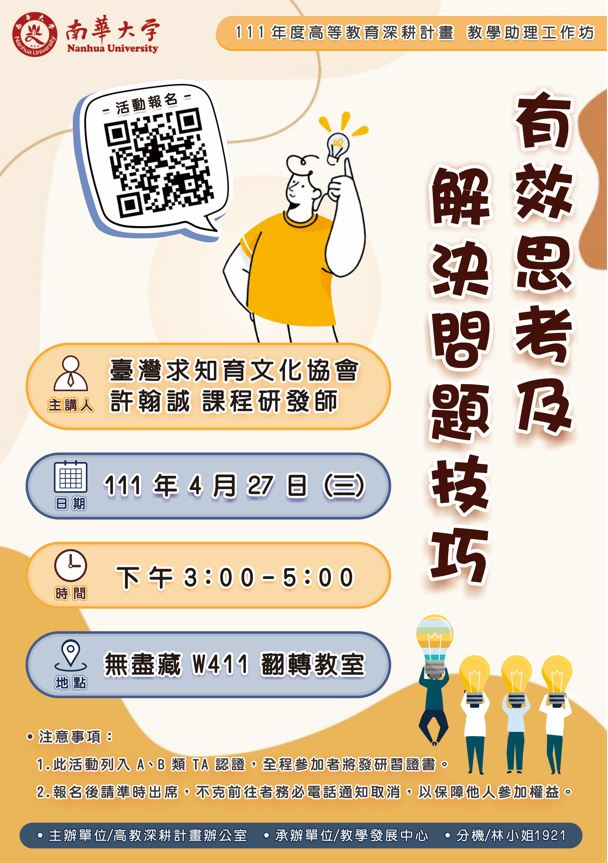 南華大学
Nanhua University
111年度高等教育深耕計畫 教學助理工作坊
- 活動報名 -
有效思考及
解決問題技巧
主講人
臺灣求知育文化協會
許翰誠 課程研發師
日期
111 年 4 月 27 日 (三)
時間
下午 3:00-5:00
地點
無盡藏 W411 翻轉教室
•注意事項：
1.此活動列入 A、B 類 TA 認證，全程參加者將發研習證書。
2.報名後請準時出席，不克前往者務必電話通知取消，以保障他人參加權益。
•主辦單位/高教深耕計畫辦公室 •承辦單位/教學發展中心 •分機/林小姐1921